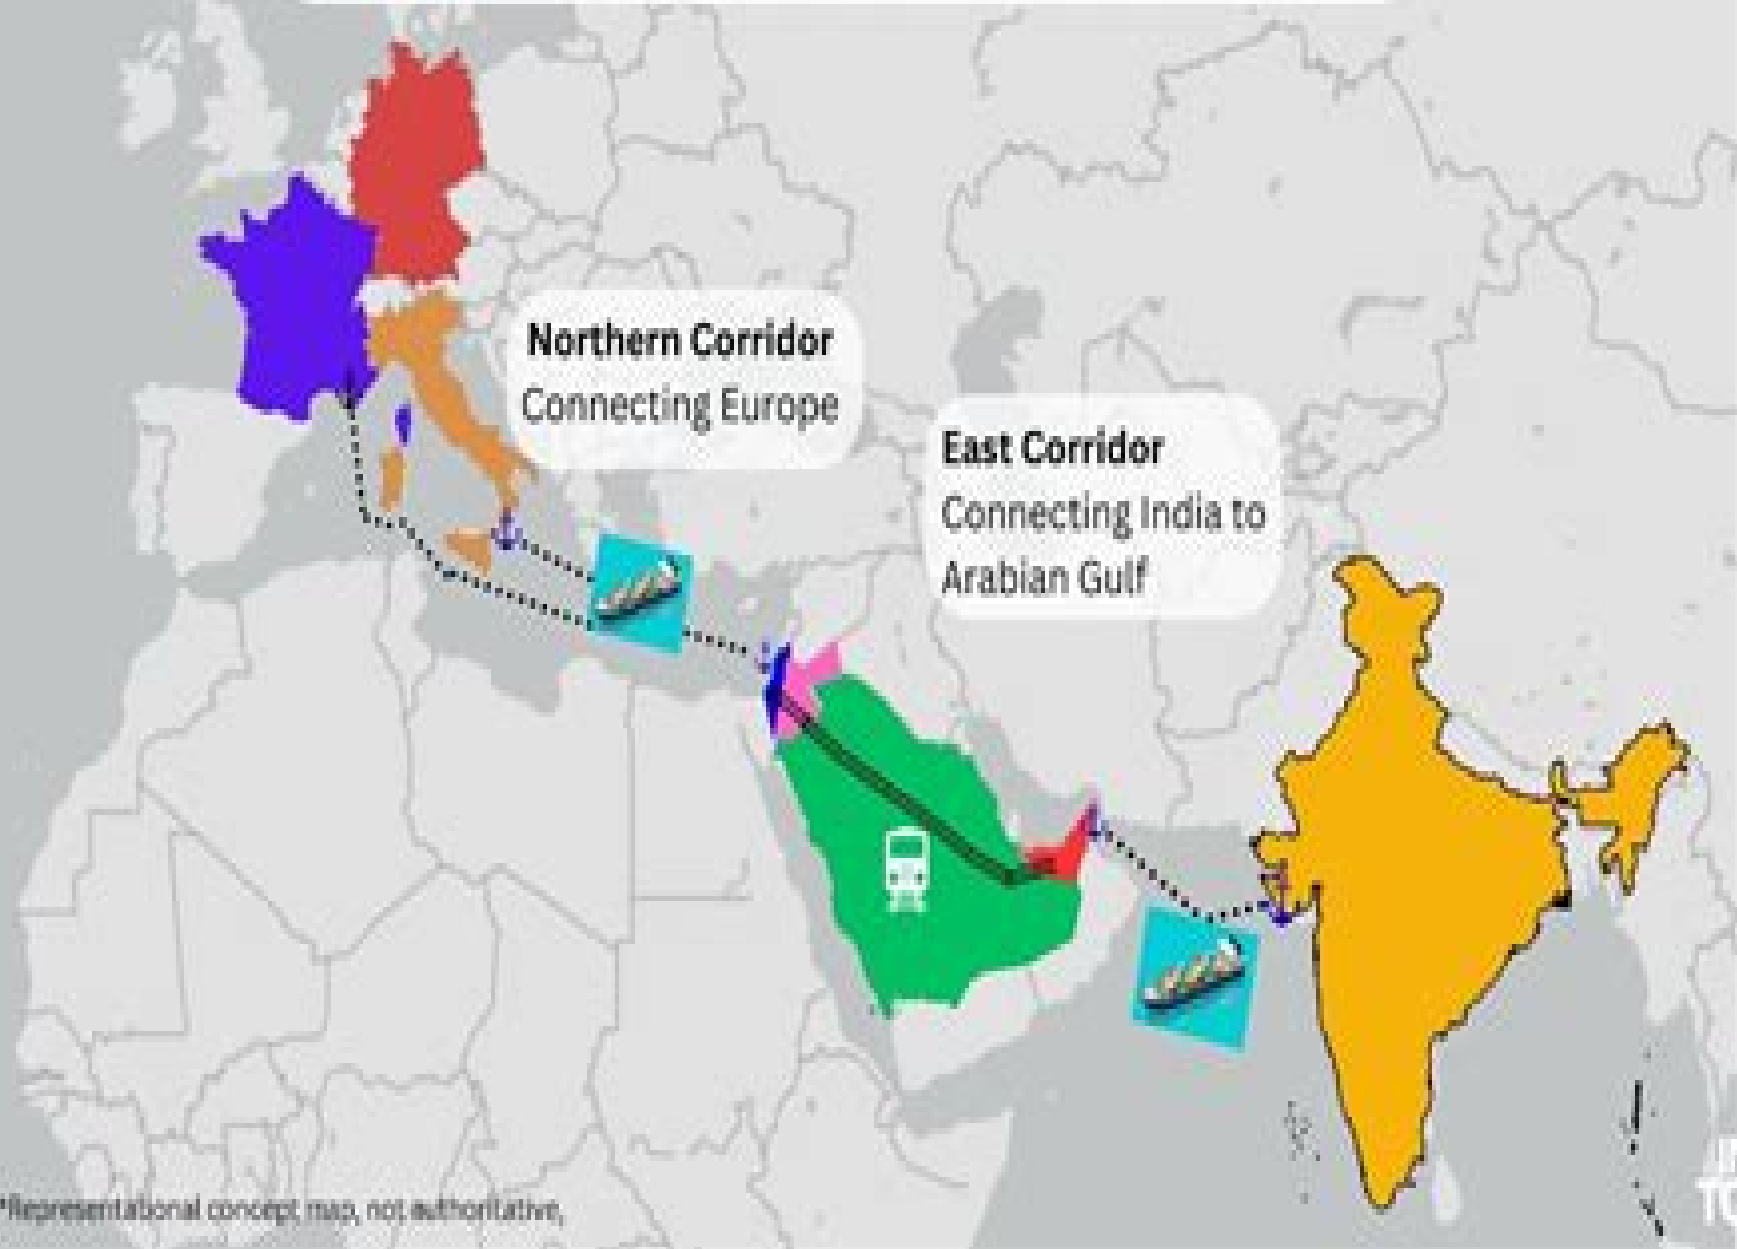 Northern Corridor
Connecting Europe
East Corridor
Connecting India to
Arabian Gulf
*Representational concept map, not authoritative,